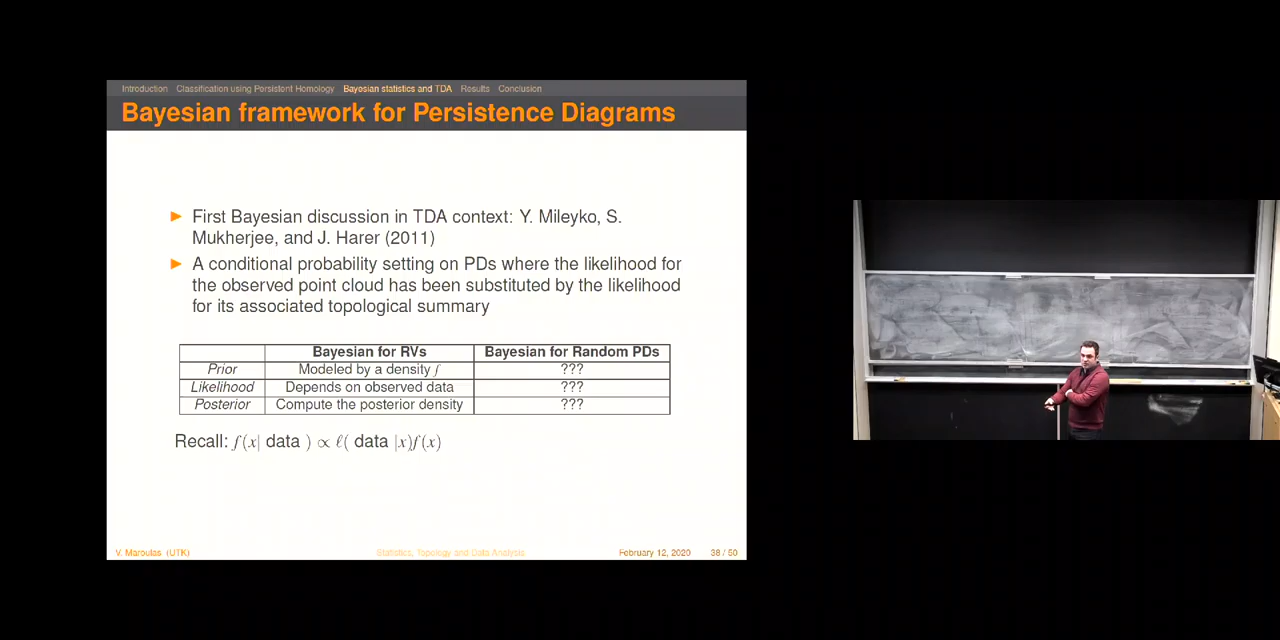 Introduction Classification using Persistent Homology Bayesian statistics and TDA Results Conclusion
Bayesian framework for Persistence Diagrams
First Bayesian discussion in TDA context: Y. Mileyko, S.
Mukherjee, and J. Harer (2011)
A conditional probability setting on PDs where the likelihood for
the observed point cloud has been substituted by the likelihood
for its associated topological summary
Bayesian for RVs Bayesian for Random PDs
Prior Modeled by a density f ???
Likelihood Depends on observed data ???
Posterior Compute the posterior density ???
Recall: f(x| data ) ∝ ℓ( data |x)f(x)
V. Maroulas (UTK) Statistics, Topology and Data Analysis February 12, 2020 38 / 50